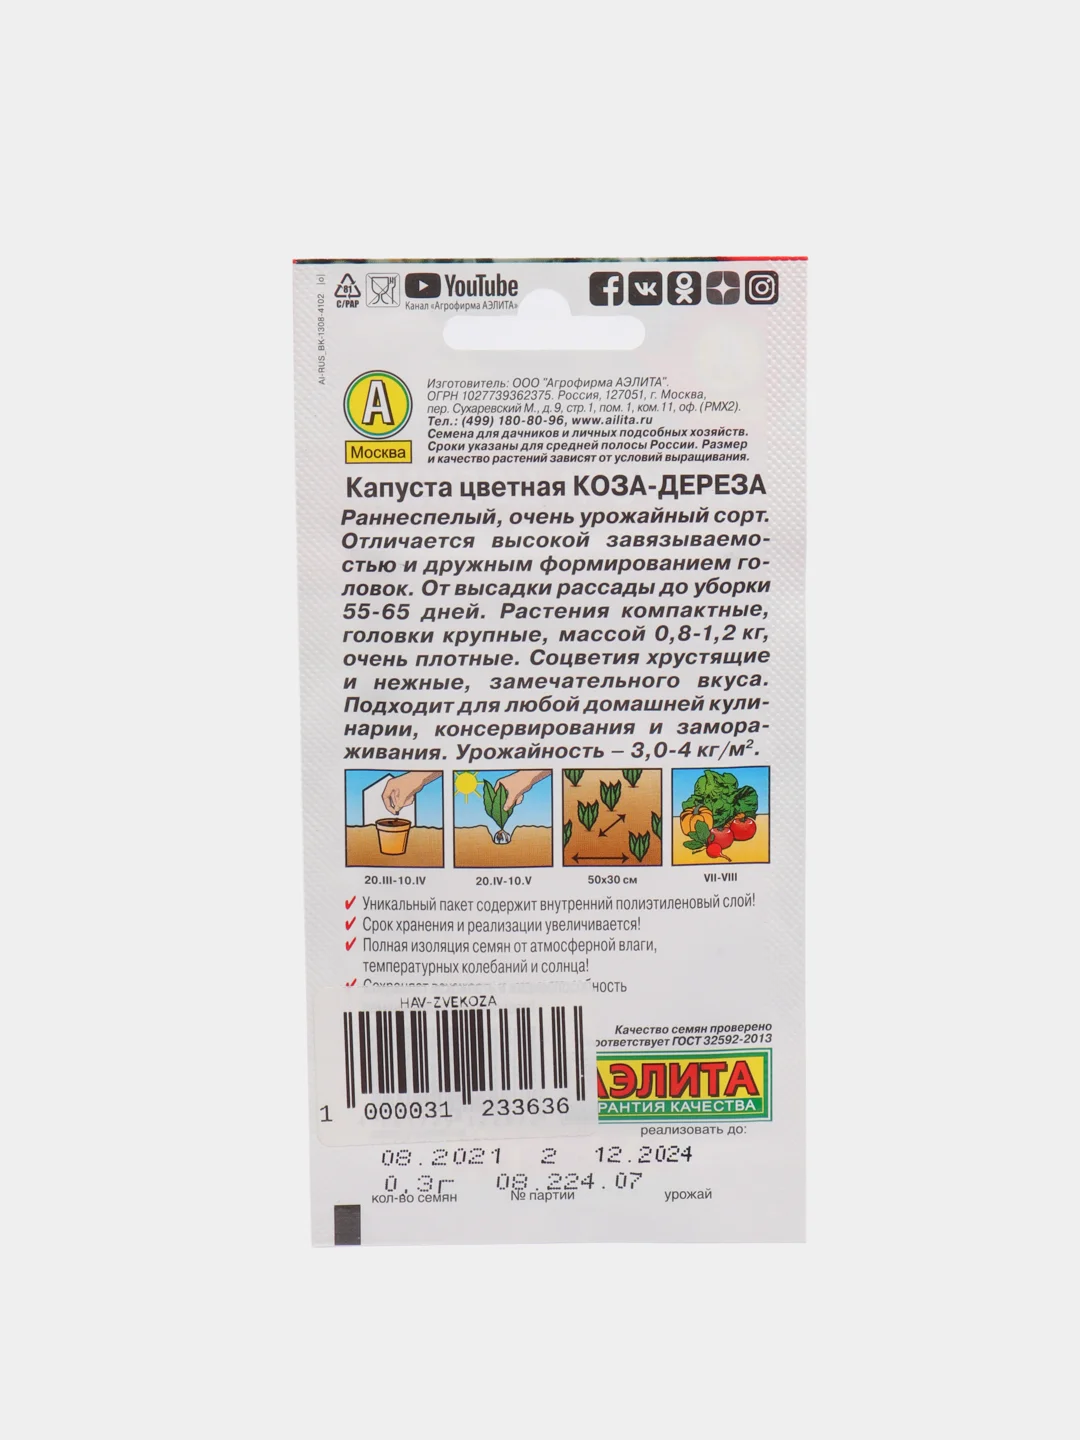 81
C/PAP
YouTube
Канал «Агрофирма АЭЛИТА»
AI-RUS_BK-1308-4102 |o|
А
Москва
Изготовитель: ООО "Агрофирма АЭЛИТА".
ОГРН 1027739362375. Россия, 127051, г. Москва,
пер. Сухаревский М., д. 9, стр. 1, пом. 1, ком. 11, оф. (РМХ2).
Тел.: (499) 180-80-96, www.ailita.ru
Семена для дачников и личных подсобных хозяйств.
Сроки указаны для средней полосы России. Размер
и качество растений зависят от условий выращивания.
Капуста цветная КОЗА-ДЕРЕЗА
Раннеспелый, очень урожайный сорт.
Отличается высокой завязываемо-
стью и дружным формированием го-
ловок. От высадки рассады до уборки
55-65 дней. Растения компактные,
головки крупные, массой 0,8-1,2 кг,
очень плотные. Соцветия хрустящие
и нежные, замечательного вкуса.
Подходит для любой домашней кули-
нарии, консервирования и замора-
живания. Урожайность – 3,0-4 кг/м².
20.III-10.IV 20.IV-10.V 50x30 см VII-VIII
Уникальный пакет содержит внутренний полиэтиленовый слой!
Срок хранения и реализации увеличивается!
Полная изоляция семян от атмосферной влаги,
температурных колебаний и солнца!
HAV-ZVEKOZA
1 000031 233636
Качество семян проверено
оответствует ГОСТ 32592-2013
АЭЛИТА
РАНТИЯ КАЧЕСТВА
реализовать до:
08.2021 2 12.2024
0,3г 08.224.07
кол-во семян № партии урожай